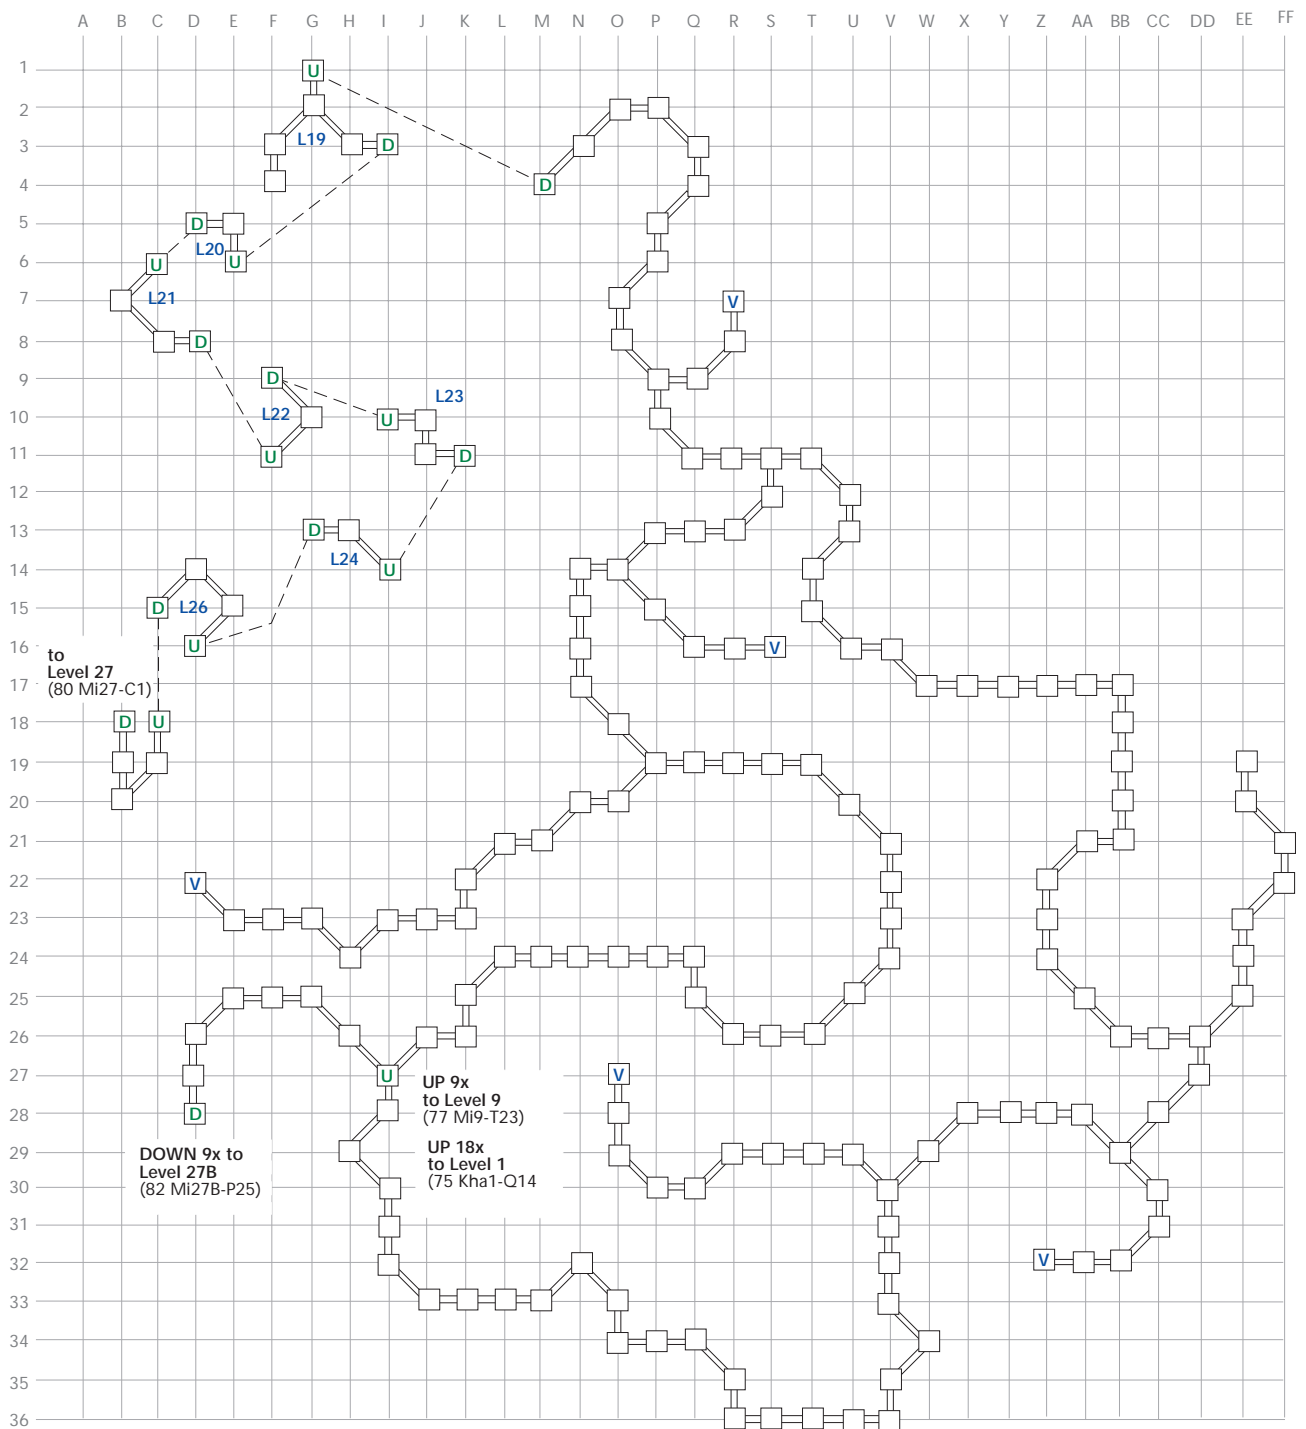 A B C D E F G H I J K L M N O P Q R S T U V W X Y Z AA BB CC DD EE FF
1 U
2
3 L19 D
4 D
5 D
L20
6 U U
7 L21 V
8 D
9 D
10 L22 U L23
11 U D
12
13 D
L24
14 U
15 D L26
16 U V
to
Level 27
(80 Mi27-C1)
17
18 D U
19
20
21
22 V
23
24
25
26
27 U V
UP 9x
to Level 9
(77 Mi9-T23)
28 D
29
DOWN 9x to
Level 27B
(82 Mi27B-P25)
UP 18x
to Level 1
(75 Kha1-Q14
30
31
32 V
33
34
35
36